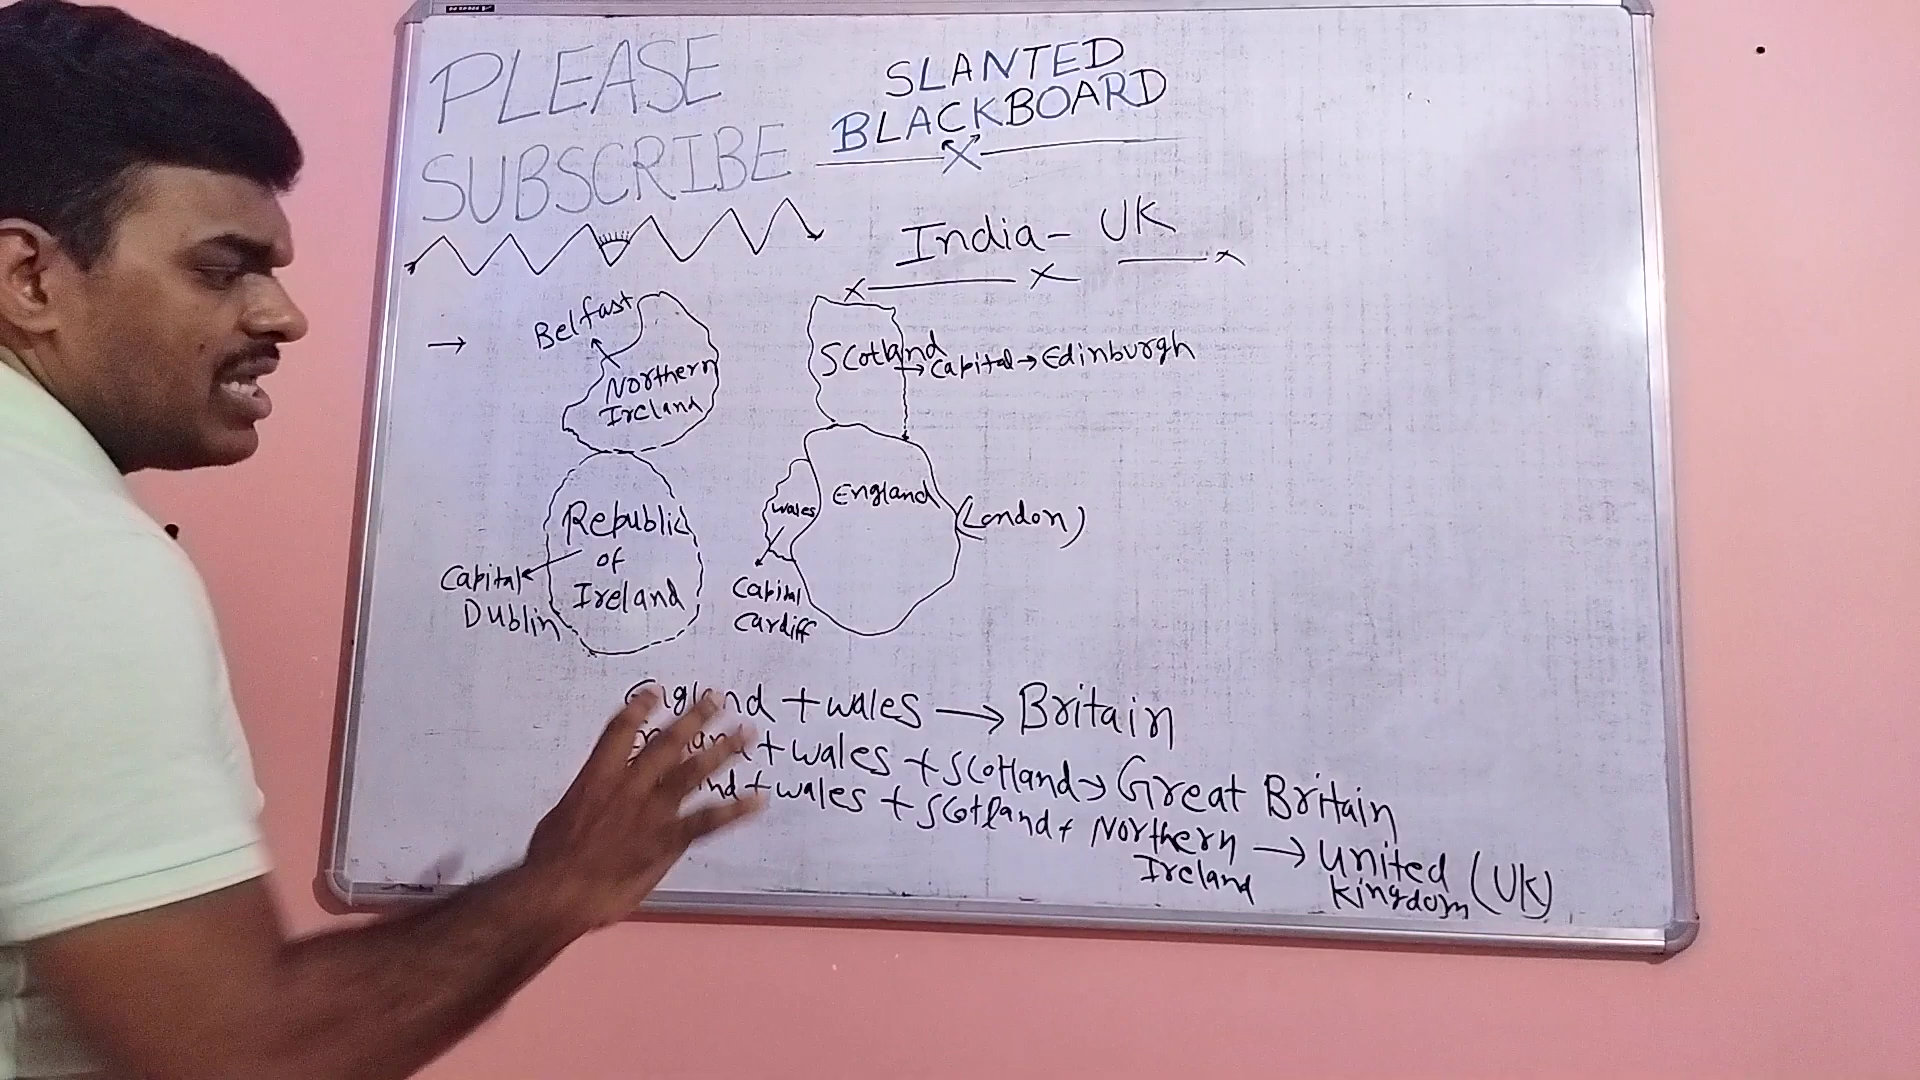 PLEASE
SUBSCRIBE
SLANTED
BLACKBOARD
India - UK
Belfast
Northern
Ireland
Scotland
Capital → Edinburgh
England
(London)
Wales
Capital
Cardiff
Republic
of
Ireland
Capital
Dublin
England + wales → Britain
+ wales + Scotland → Great Britain
+ wales + Scotland + Northern Ireland → United Kingdom (UK)